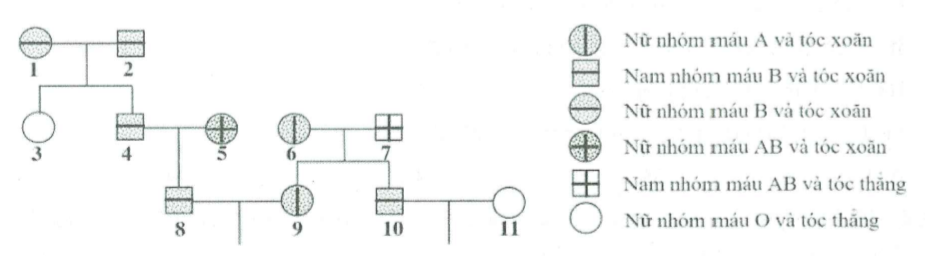 1
2
3
4
5
6
7
8
9
10
11
Nữ nhóm máu A và tóc xoăn
Nam nhóm máu B và tóc xoăn
Nữ nhóm máu B và tóc xoăn
Nữ nhóm máu AB và tóc xoăn
Nam nhóm máu AB và tóc thẳng
Nữ nhóm máu O và tóc thẳng